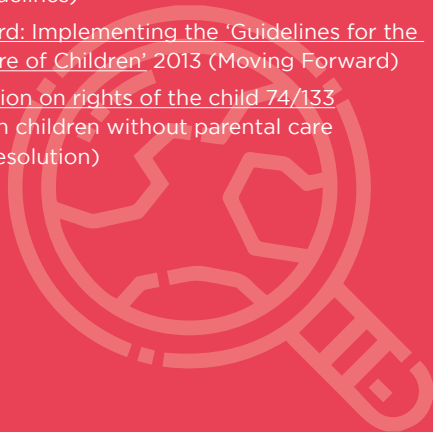 delines)
rd: Implementing the ‘Guidelines for the
re of Children’ 2013 (Moving Forward)
ion on rights of the child 74/133
n children without parental care
esolution)